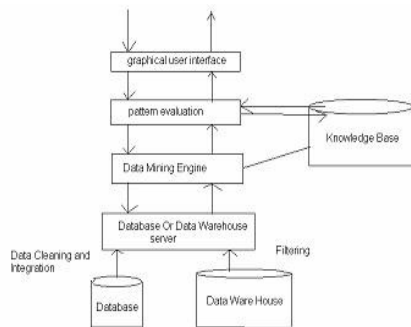 graphical user interface
pattern evaluation
Knowledge Base
Data Mining Engine
Database Or Data Warehouse
server
Data Cleaning and
Integration
Filtering
Database
Data Ware House